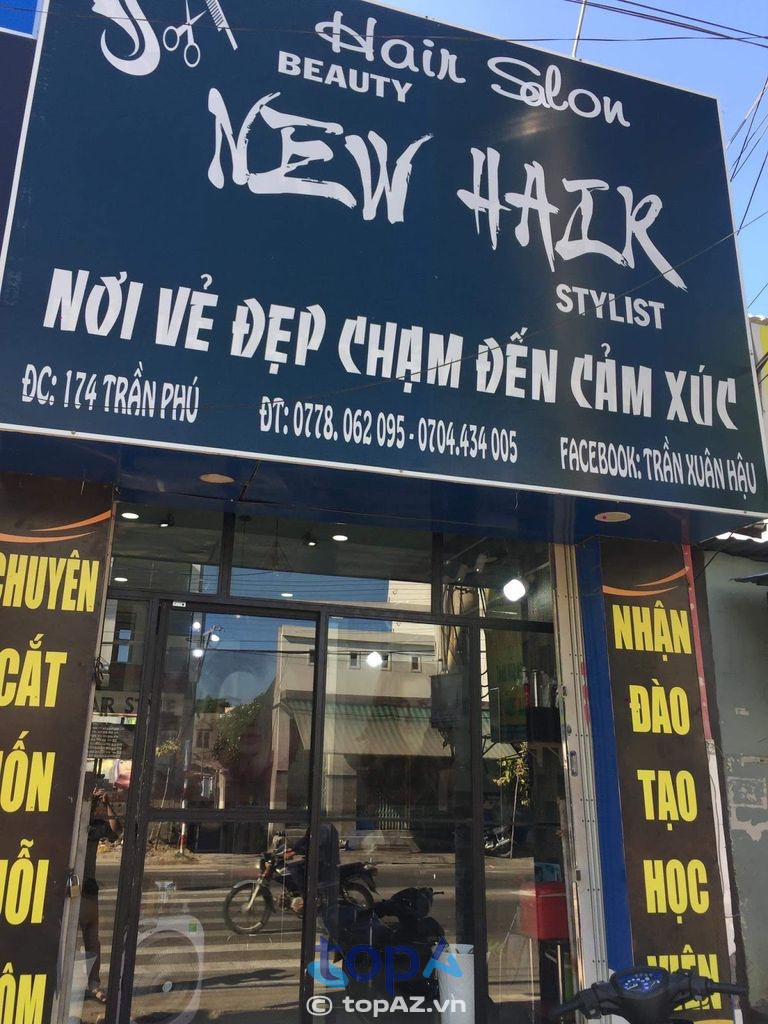 Hair Salon
BEAUTY
NEW HAIR
STYLIST
NƠI VẺ ĐẸP CHẠM ĐẾN CẢM XÚC
ĐC: 174 TRẦN PHÚ ĐT: 0778. 062 095 - 0704.434 005 FACEBOOK: TRẦN XUÂN HẬU
CHUYÊN
CẮT
UỐN
DUỖI
NHUỘM
NHẬN
ĐÀO
TẠO
HỌC
VIÊN
topAZ
© topAZ.vn